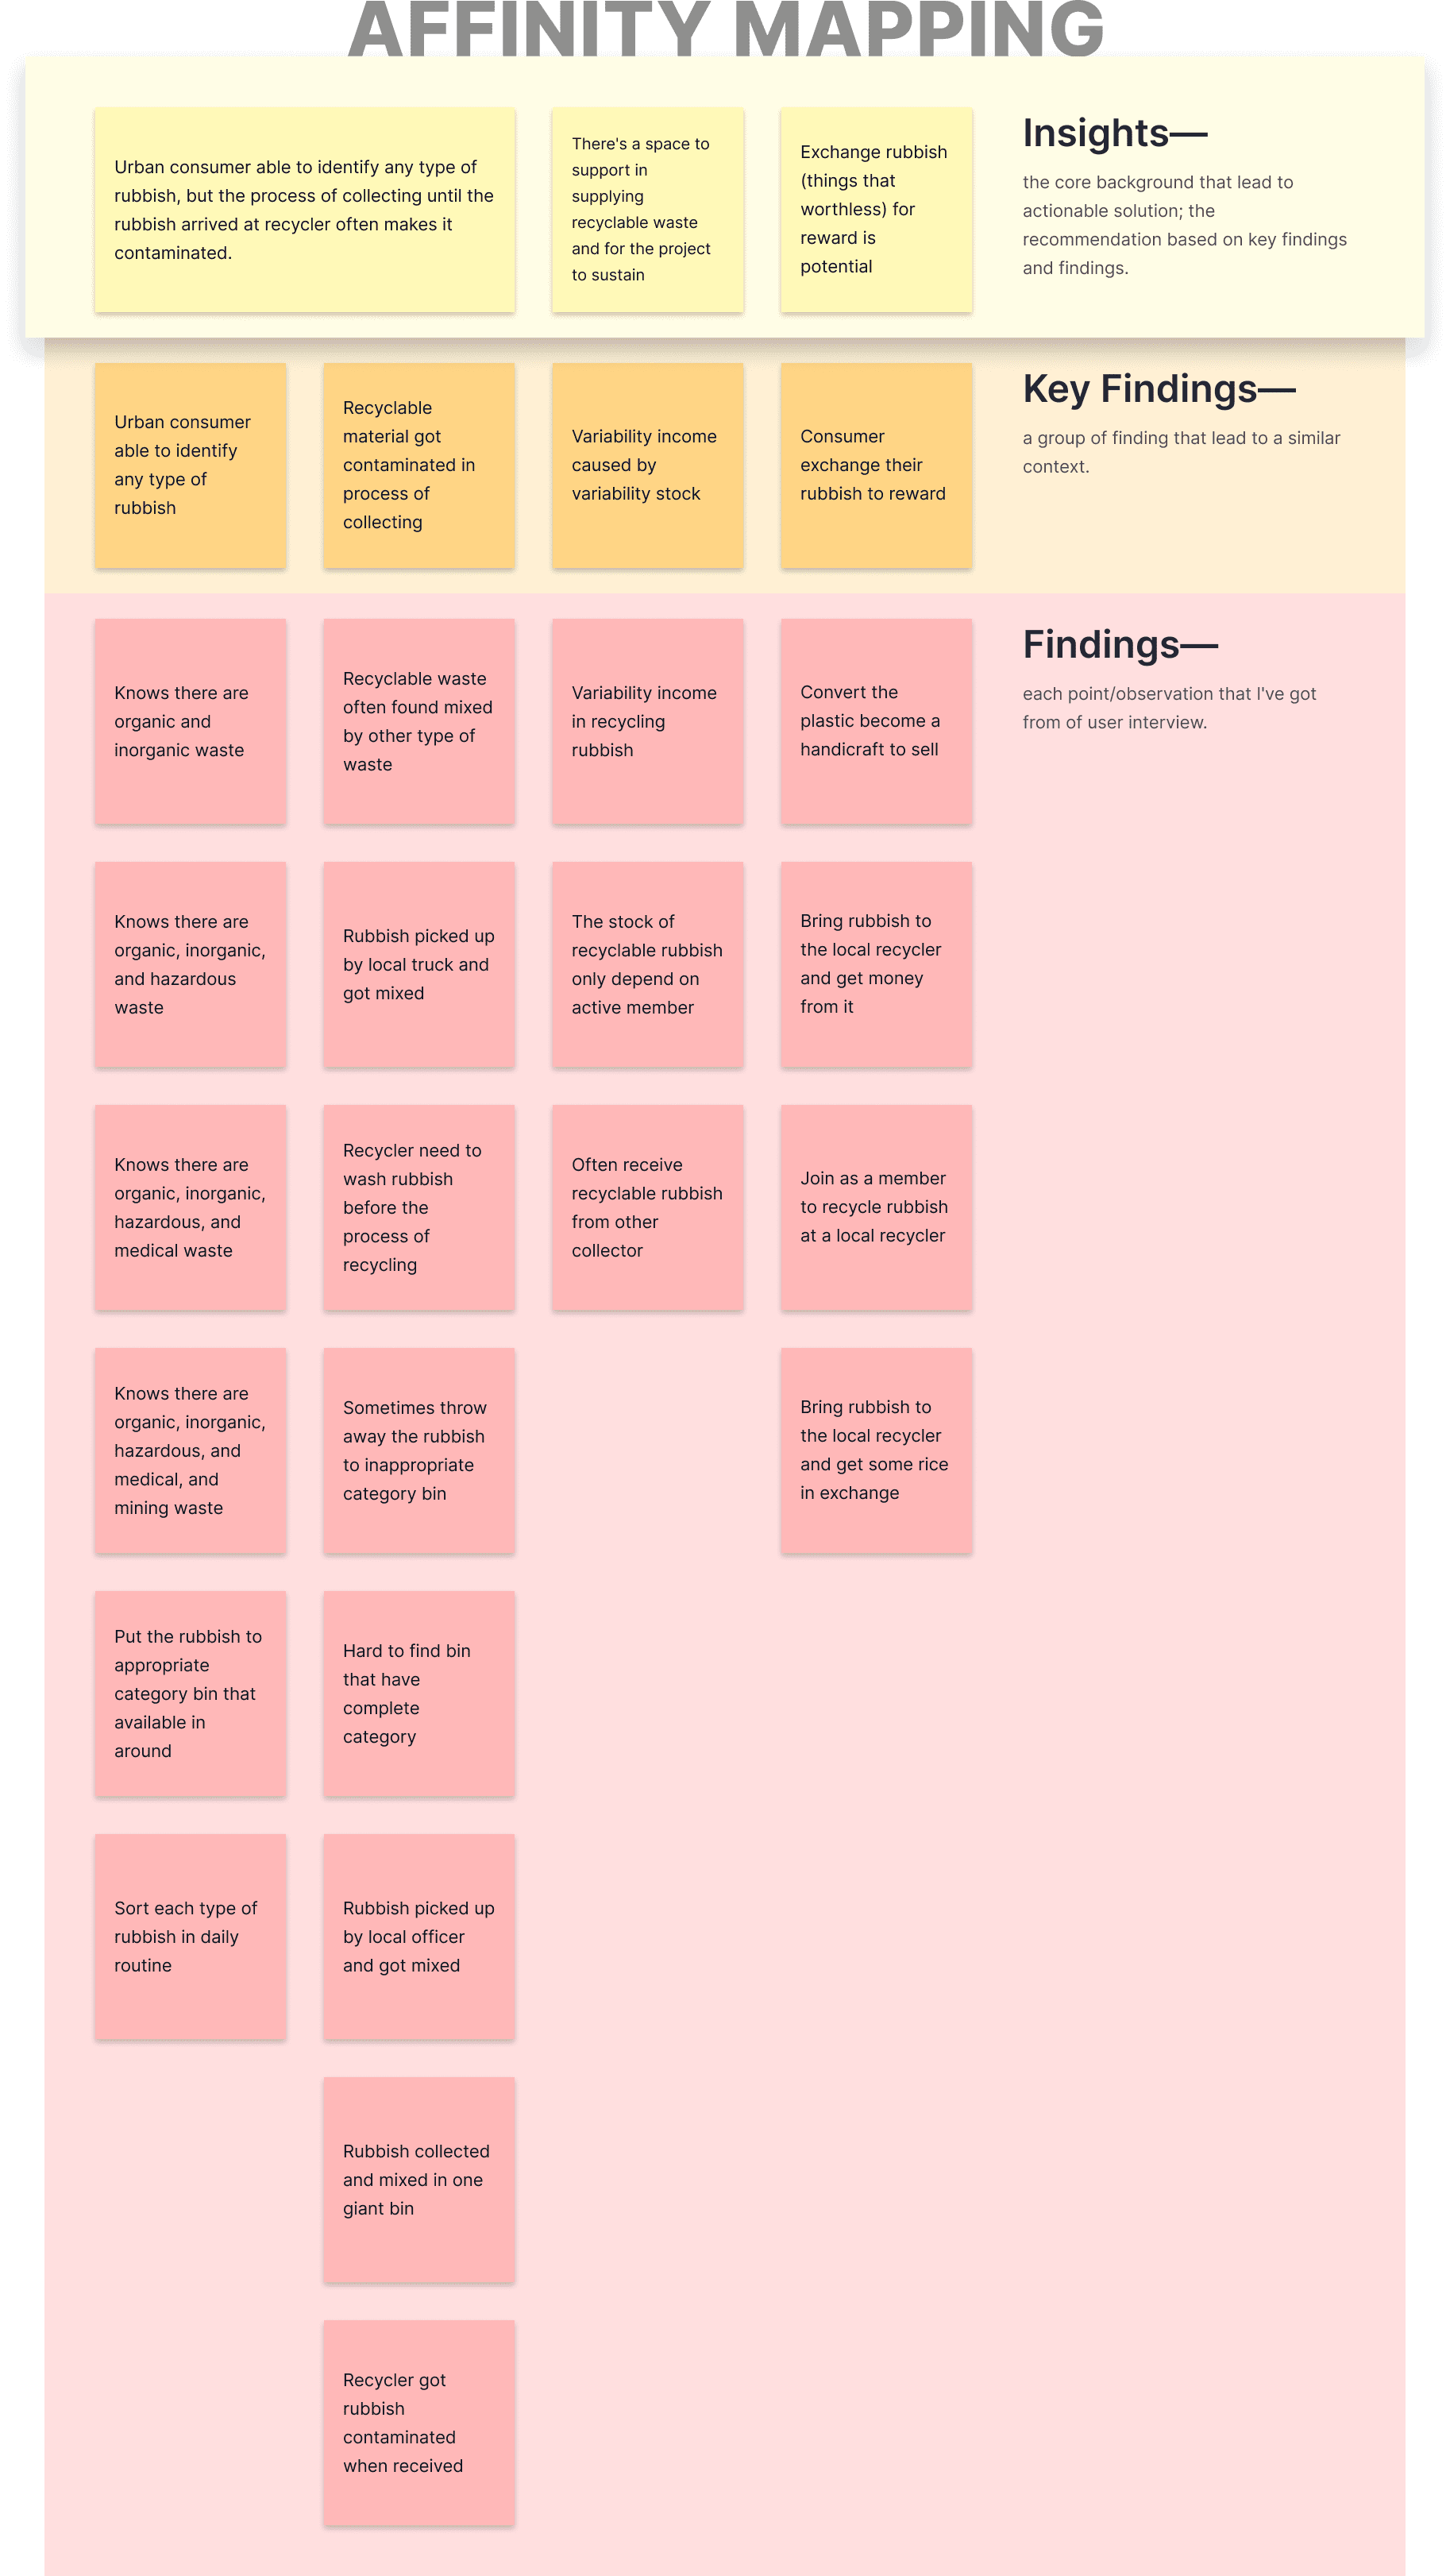 AFFINITY MAPPING
Urban consumer able to identify any type of
rubbish, but the process of collecting until the
rubbish arrived at recycler often makes it
contaminated.
There's a space to
support in
supplying
recyclable waste
and for the project
to sustain
Exchange rubbish
(things that
worthless) for
reward is
potential
Insights—
the core background that lead to
actionable solution; the
recommendation based on key findings
and findings.
Urban consumer
able to identify
any type of
rubbish
Recyclable
material got
contaminated in
process of
collecting
Variability income
caused by
variability stock
Consumer
exchange their
rubbish to reward
Key Findings—
a group of finding that lead to a similar
context.
Knows there are
organic and
inorganic waste
Recyclable waste
often found mixed
by other type of
waste
Variability income
in recycling
rubbish
Convert the
plastic become a
handicraft to sell
Findings—
each point/observation that I've got
from of user interview.
Knows there are
organic, inorganic,
and hazardous
waste
Rubbish picked up
by local truck and
got mixed
The stock of
recyclable rubbish
only depend on
active member
Bring rubbish to
the local recycler
and get money
from it
Knows there are
organic, inorganic,
hazardous, and
medical waste
Recycler need to
wash rubbish
before the
process of
recycling
Often receive
recyclable rubbish
from other
collector
Join as a member
to recycle rubbish
at a local recycler
Knows there are
organic, inorganic,
hazardous, and
medical, and
mining waste
Sometimes throw
away the rubbish
to inappropriate
category bin
Bring rubbish to
the local recycler
and get some rice
in exchange
Put the rubbish to
appropriate
category bin that
available in
around
Hard to find bin
that have
complete
category
Sort each type of
rubbish in daily
routine
Rubbish picked up
by local officer
and got mixed
Rubbish collected
and mixed in one
giant bin
Recycler got
rubbish
contaminated
when received